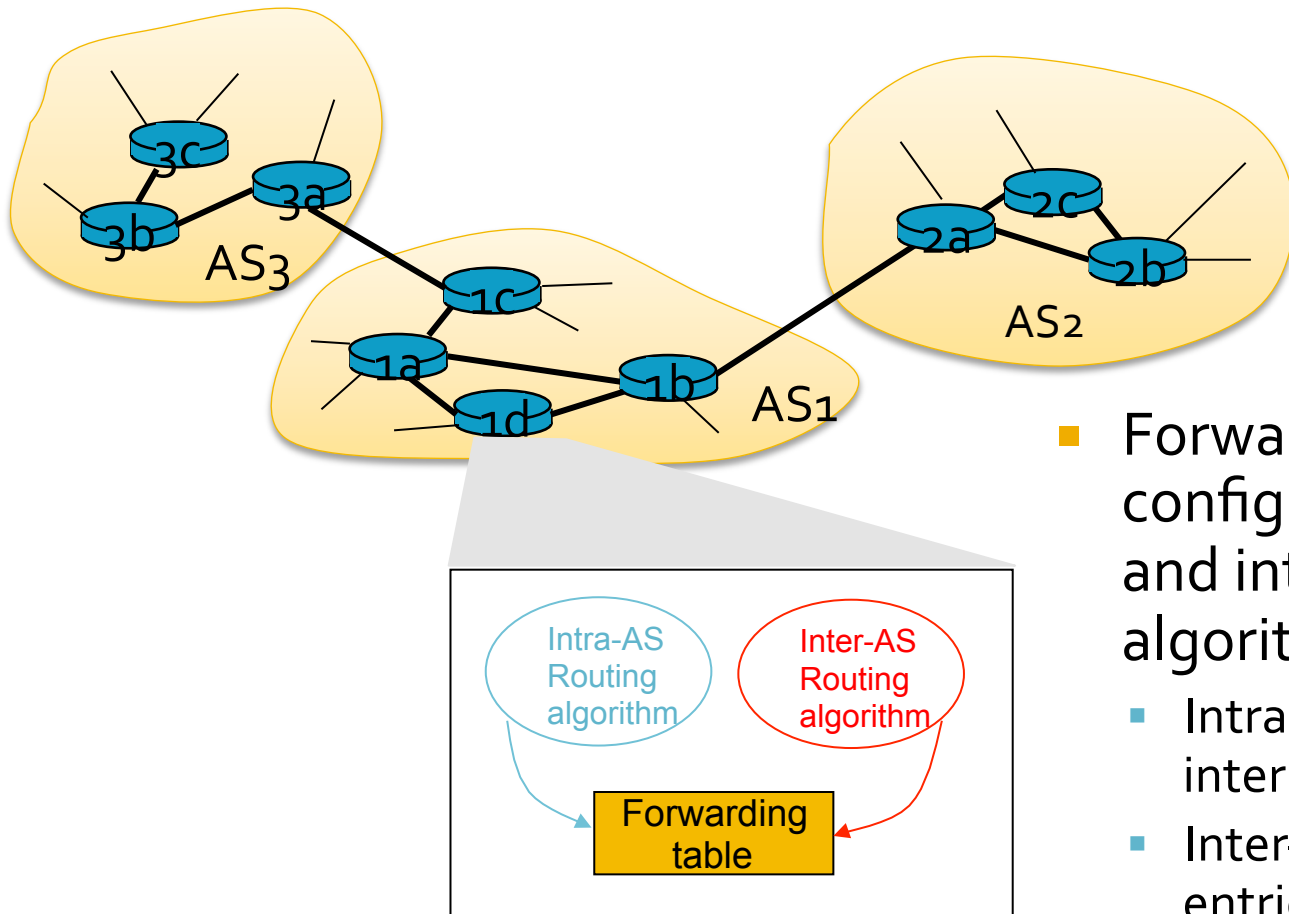 3c
3a
3b
AS3
1c
1a
1b
1d
AS1
2c
2a
2b
AS2
Intra-AS
Routing
algorithm
Inter-AS
Routing
algorithm
Forwarding
table
Forwa
config
and int
algorit
Intra
inter
Inter-
entri